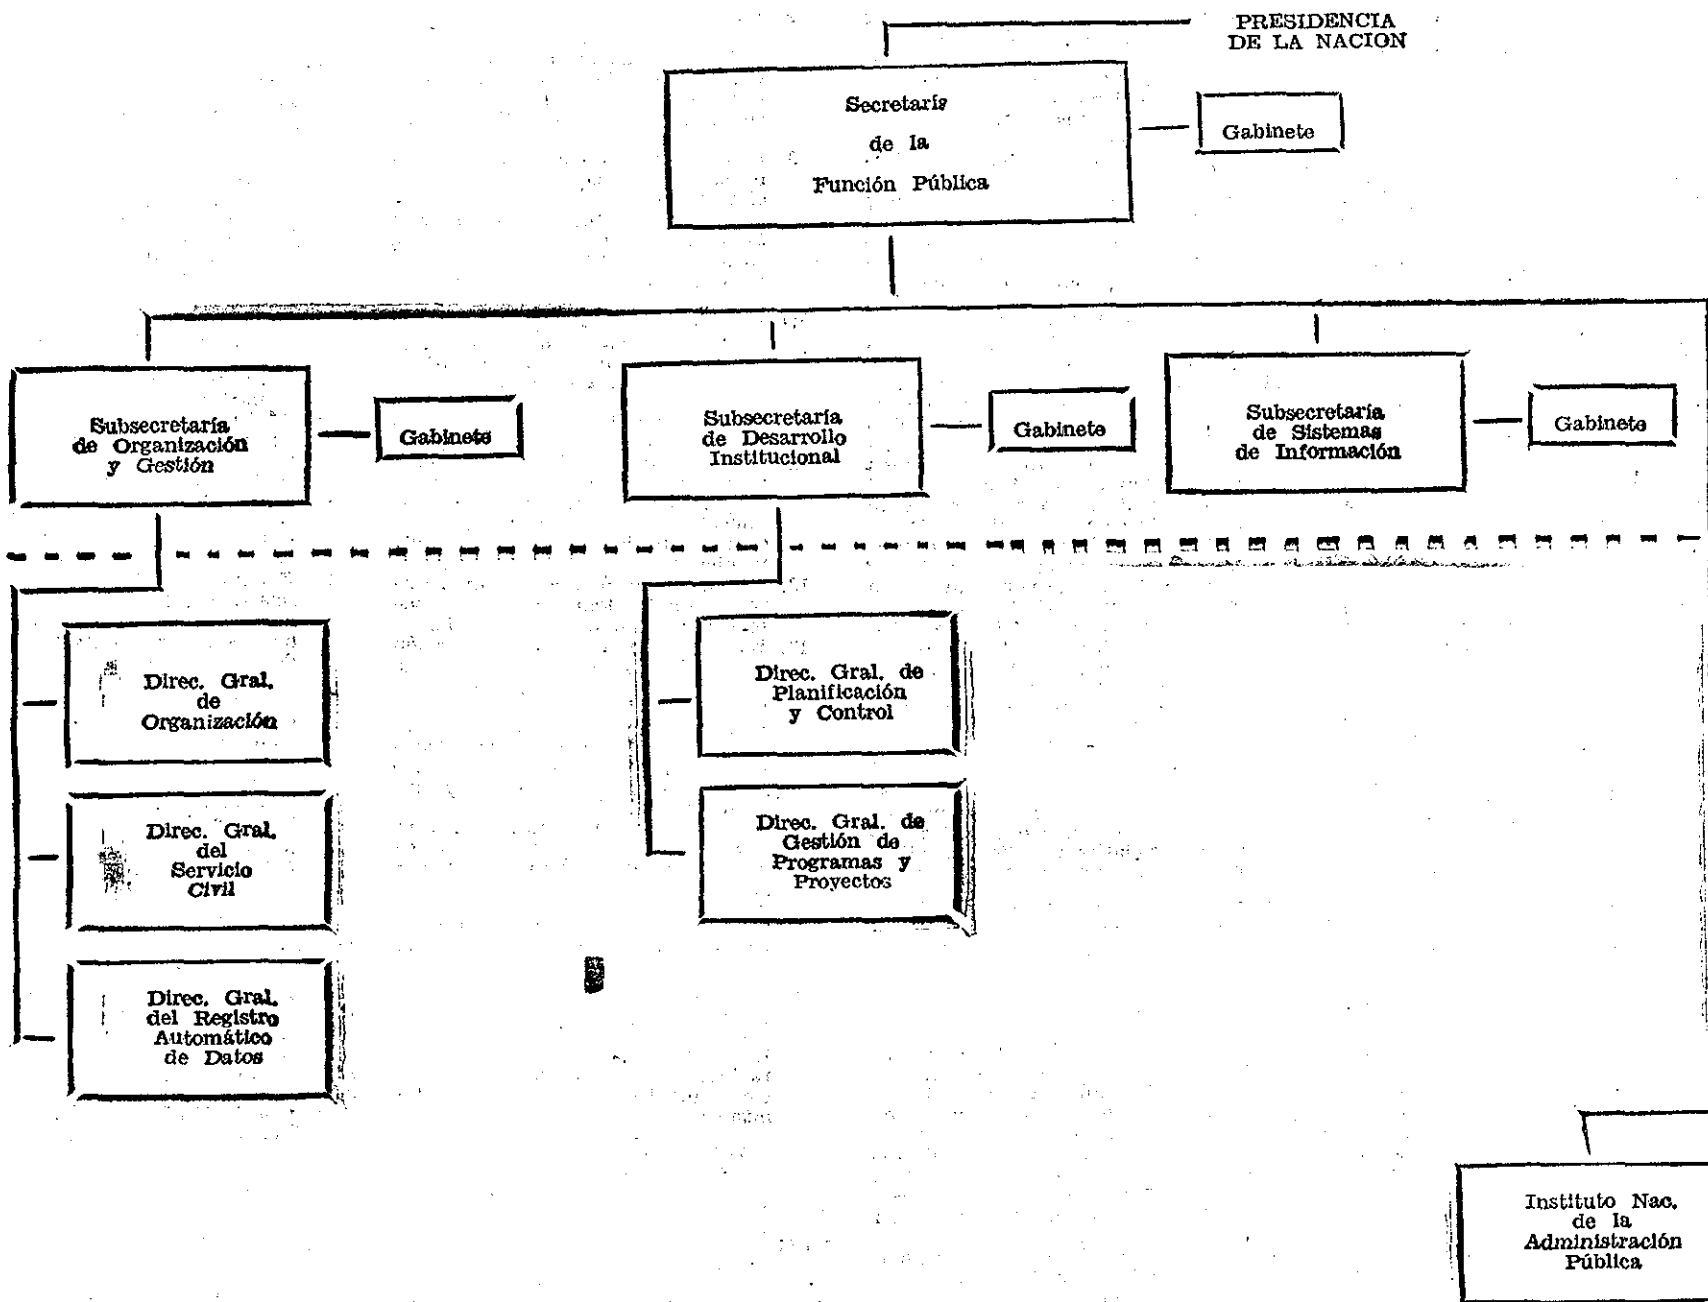 PRESIDENCIA
DE LA NACION
Secretaría
de la
Función Pública
Gabinete
Subsecretaría
de Organización
y Gestión
Gabinete
Subsecretaría
de Desarrollo
Institucional
Gabinete
Subsecretaría
de Sistemas
de Información
Gabinete
Direc. Gral.
de
Organización
Direc. Gral.
del
Servicio
Civil
Direc. Gral.
del Registro
Automático
de Datos
Direc. Gral. de
Planificación
y Control
Direc. Gral. de
Gestión de
Programas y
Proyectos
Instituto Nac.
de la
Administración
Pública